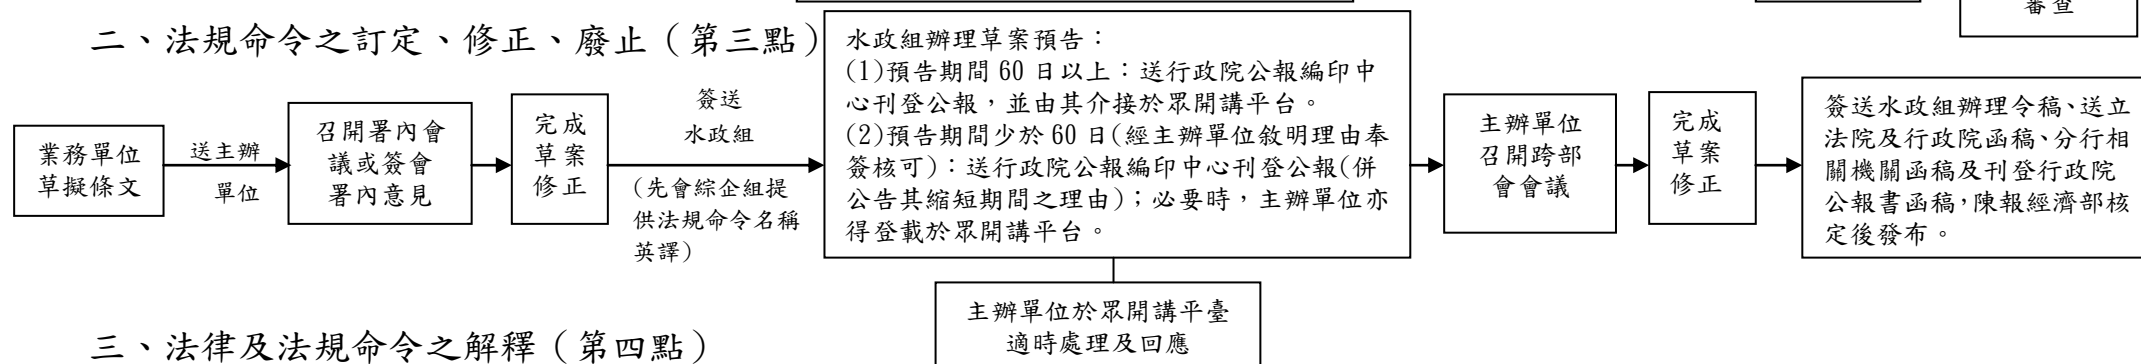 審查
二、法規命令之訂定、修正、廢止（第三點）
業務單位
草擬條文
送主辦
單位
召開署內會
議或簽會
署內意見
完成
草案
修正
簽送
水政組
(先會綜企組提
供法規命令名稱
英譯)
水政組辦理草案預告：
(1)預告期間 60 日以上：送行政院公報編印中
心刊登公報，並由其介接於眾開講平台。
(2)預告期間少於 60 日(經主辦單位敘明理由奉
簽核可)：送行政院公報編印中心刊登公報(併
公告其縮短期間之理由)；必要時，主辦單位亦
得登載於眾開講平台。
主辦單位於眾開講平臺
適時處理及回應
主辦單位
召開跨部
會會議
完成
草案
修正
簽送水政組辦理令稿、送立
法院及行政院函稿、分行相
關機關函稿及刊登行政院
公報書函稿，陳報經濟部核
定後發布。
三、法律及法規命令之解釋（第四點）